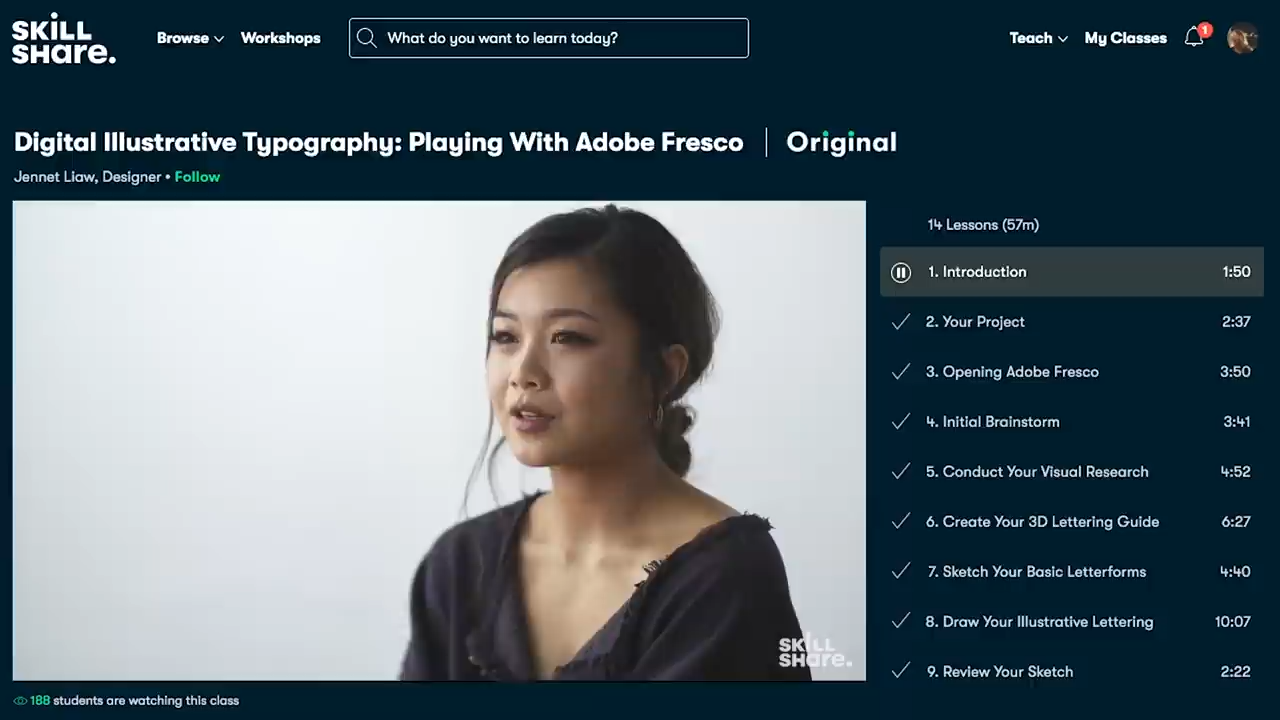 SKILL
SHare.
Browse
Workshops
What do you want to learn today?
Teach
My Classes
1
Digital Illustrative Typography: Playing With Adobe Fresco | Original
Jennet Liaw, Designer • Follow
14 Lessons (57m)
1. Introduction 1:50
2. Your Project 2:37
3. Opening Adobe Fresco 3:50
4. Initial Brainstorm 3:41
5. Conduct Your Visual Research 4:52
6. Create Your 3D Lettering Guide 6:27
7. Sketch Your Basic Letterforms 4:40
8. Draw Your Illustrative Lettering 10:07
9. Review Your Sketch 2:22
SKILL
SHare.
188 students are watching this class